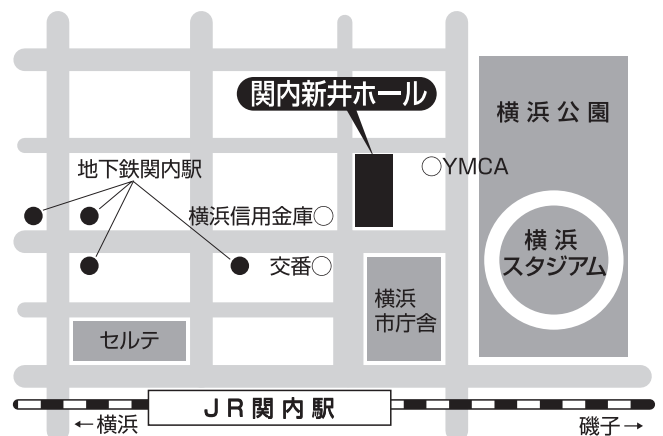 関内新井ホール
横浜公園
地下鉄関内駅
○YMCA
横浜信用金庫○
横浜
スタジアム
交番○
横浜
市庁舎
セルテ
JR関内駅
←横浜
磯子→